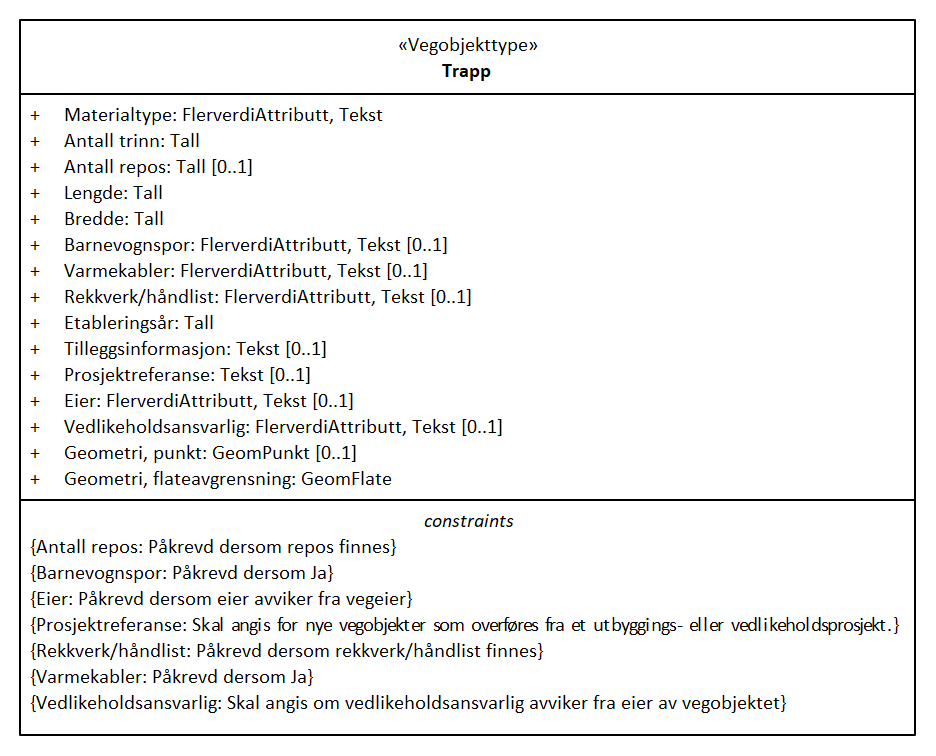 «Vegobjekttype»
Trapp
+ Materialtype: FlerverdiAttributt, Tekst
+ Antall trinn: Tall
+ Antall repos: Tall [0..1]
+ Lengde: Tall
+ Bredde: Tall
+ Barnevognspor: FlerverdiAttributt, Tekst [0..1]
+ Varmekabler: FlerverdiAttributt, Tekst [0..1]
+ Rekkverk/håndlist: FlerverdiAttributt, Tekst [0..1]
+ Etableringsår: Tall
+ Tilleggsinformasjon: Tekst [0..1]
+ Prosjektreferanse: Tekst [0..1]
+ Eier: FlerverdiAttributt, Tekst [0..1]
+ Vedlikeholdsansvarlig: FlerverdiAttributt, Tekst [0..1]
+ Geometri, punkt: GeomPunkt [0..1]
+ Geometri, flateavgrensning: GeomFlate
constraints
{Antall repos: Påkrevd dersom repos finnes}
{Barnevognspor: Påkrevd dersom Ja}
{Eier: Påkrevd dersom eier avviker fra vegeier}
{Prosjektreferanse: Skal angis for nye vegobjekter som overføres fra et utbyggings- eller vedlikeholdsprosjekt.}
{Rekkverk/håndlist: Påkrevd dersom rekkverk/håndlist finnes}
{Varmekabler: Påkrevd dersom Ja}
{Vedlikeholdsansvarlig: Skal angis om vedlikeholdsansvarlig avviker fra eier av vegobjektet}